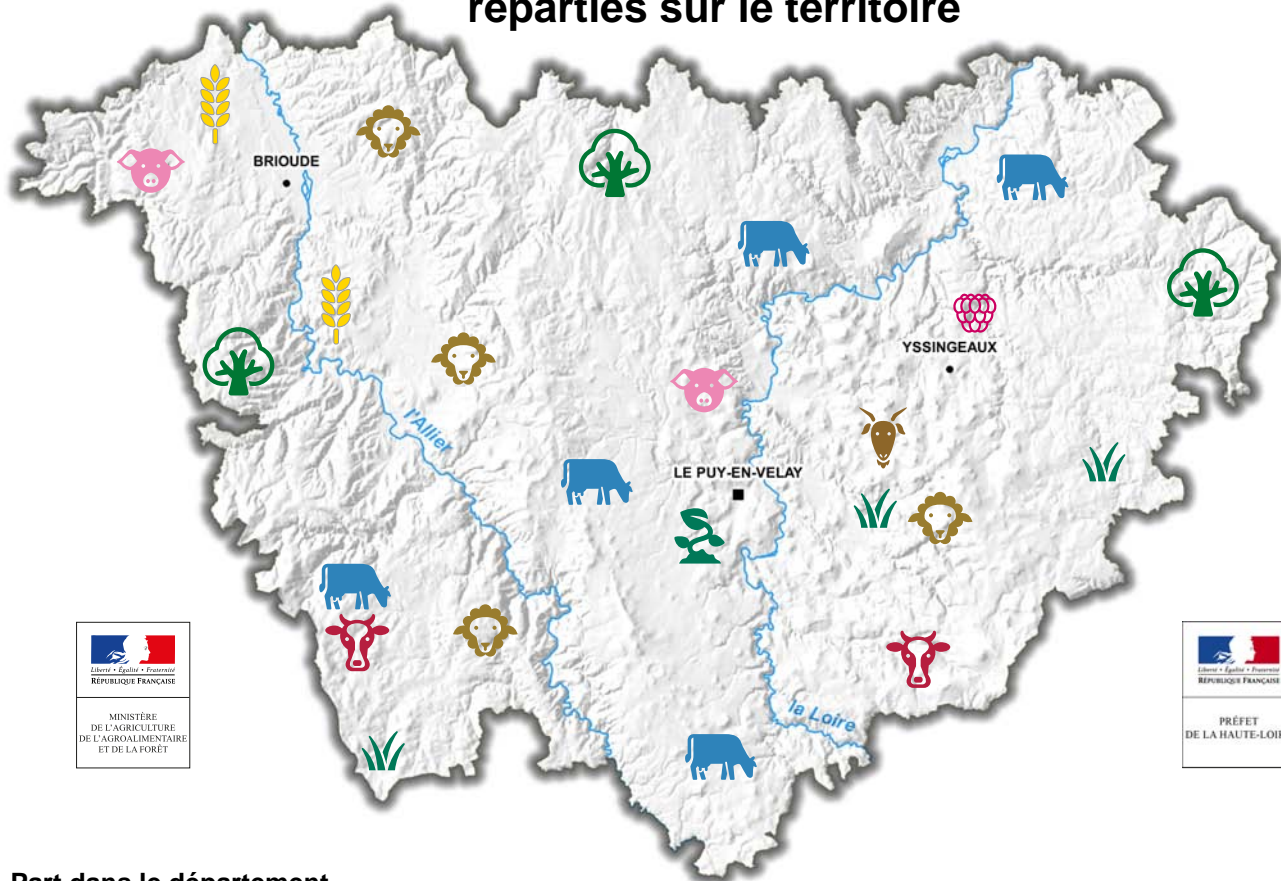 réparties sur le territoire
BRIOUDE
YSSINGEAUX
l'Allier
LE PUY-EN-VELAY
la Loire
Liberté • Égalité • Fraternité
RÉPUBLIQUE FRANÇAISE
MINISTÈRE
DE L'AGRICULTURE
DE L'AGROALIMENTAIRE
ET DE LA FORÊT
Liberté • Égalité • Fraternité
RÉPUBLIQUE FRANÇAISE
PRÉFET
DE LA HAUTE-LOI
Part dans le département